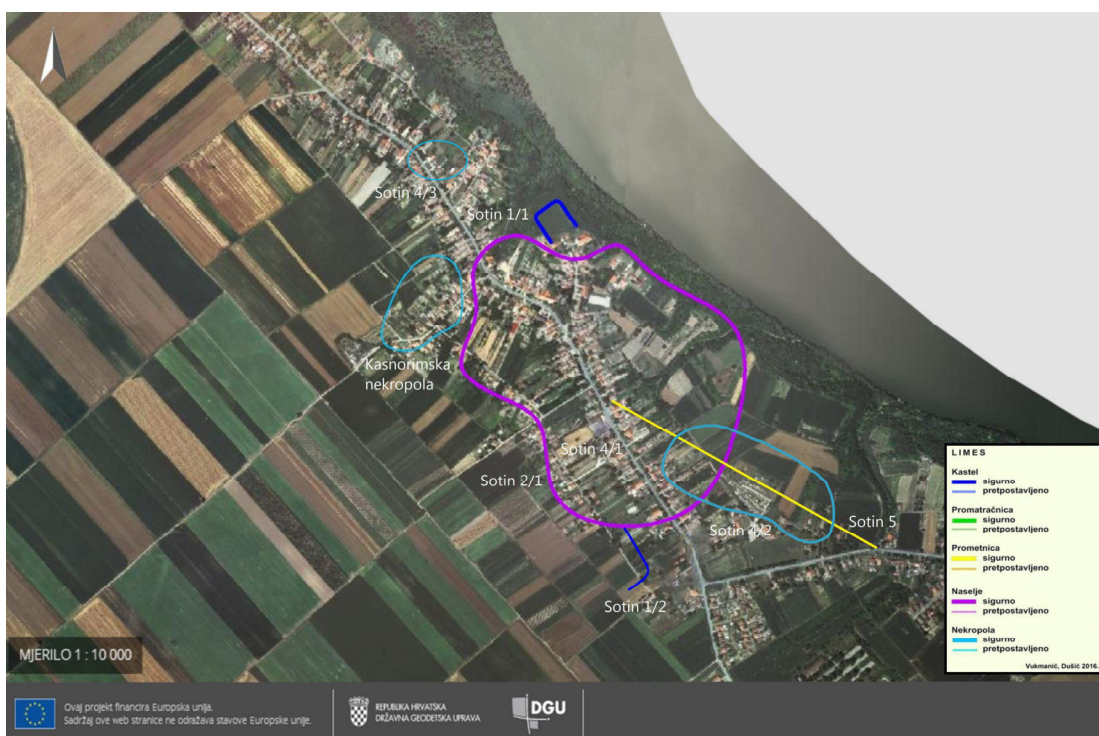 Sotin 4/3
Sotin 1/1
Kasnorimska
nekropola
Sotin 4/1
Sotin 2/1
Sotin 5
Sotin 4/2
Sotin 1/2
LIMES
Kastel
sigurno
pretpostavljeno
Promatračnica
sigurno
pretpostavljeno
Prometnica
sigurno
pretpostavljeno
Naselje
sigurno
pretpostavljeno
Nekropola
sigurno
pretpostavljeno
Vukmanić, Dušić 2016.
MJERILO 1 : 10 000
Ovaj projekt financira Europska unija.
Sadržaj ove web stranice ne odražava stavove Europske unije.
REPUBLIKA HRVATSKA
DRŽAVNA GEODETSKA UPRAVA
DGU